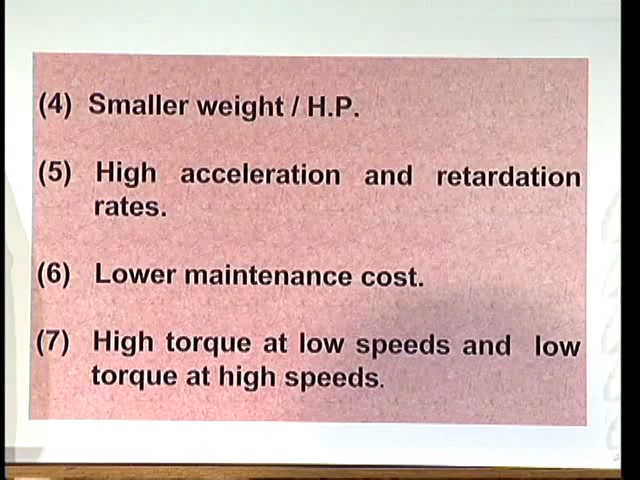 (4) Smaller weight / H.P.
(5) High acceleration and retardation
rates.
(6) Lower maintenance cost.
(7) High torque at low speeds and low
torque at high speeds.